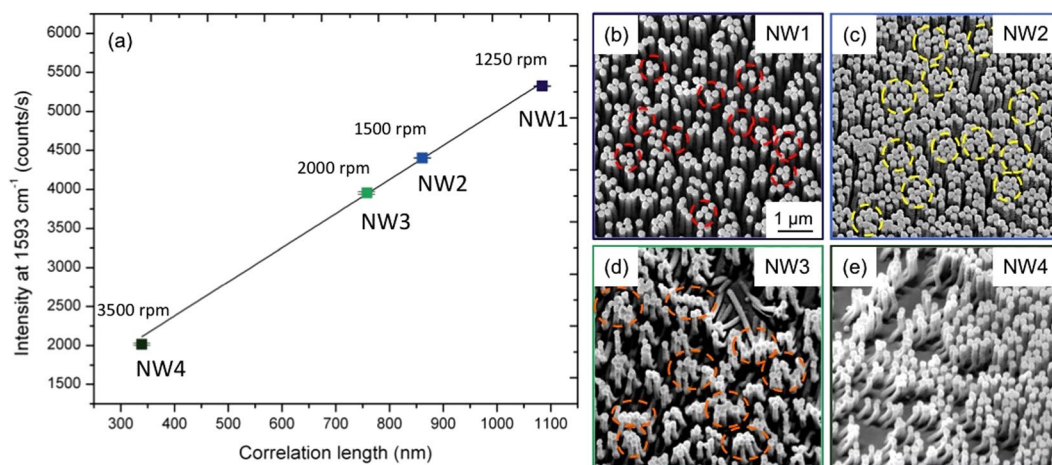 (a)
Intensity at 1593 cm⁻¹ (counts/s)
6000
5500
5000
4500
4000
3500
3000
2500
2000
1500
1250 rpm
NW1
1500 rpm
NW2
2000 rpm
NW3
3500 rpm
NW4
300 400 500 600 700 800 900 1000 1100
Correlation length (nm)
(b) NW1
1 µm
(c) NW2
(d) NW3
(e) NW4